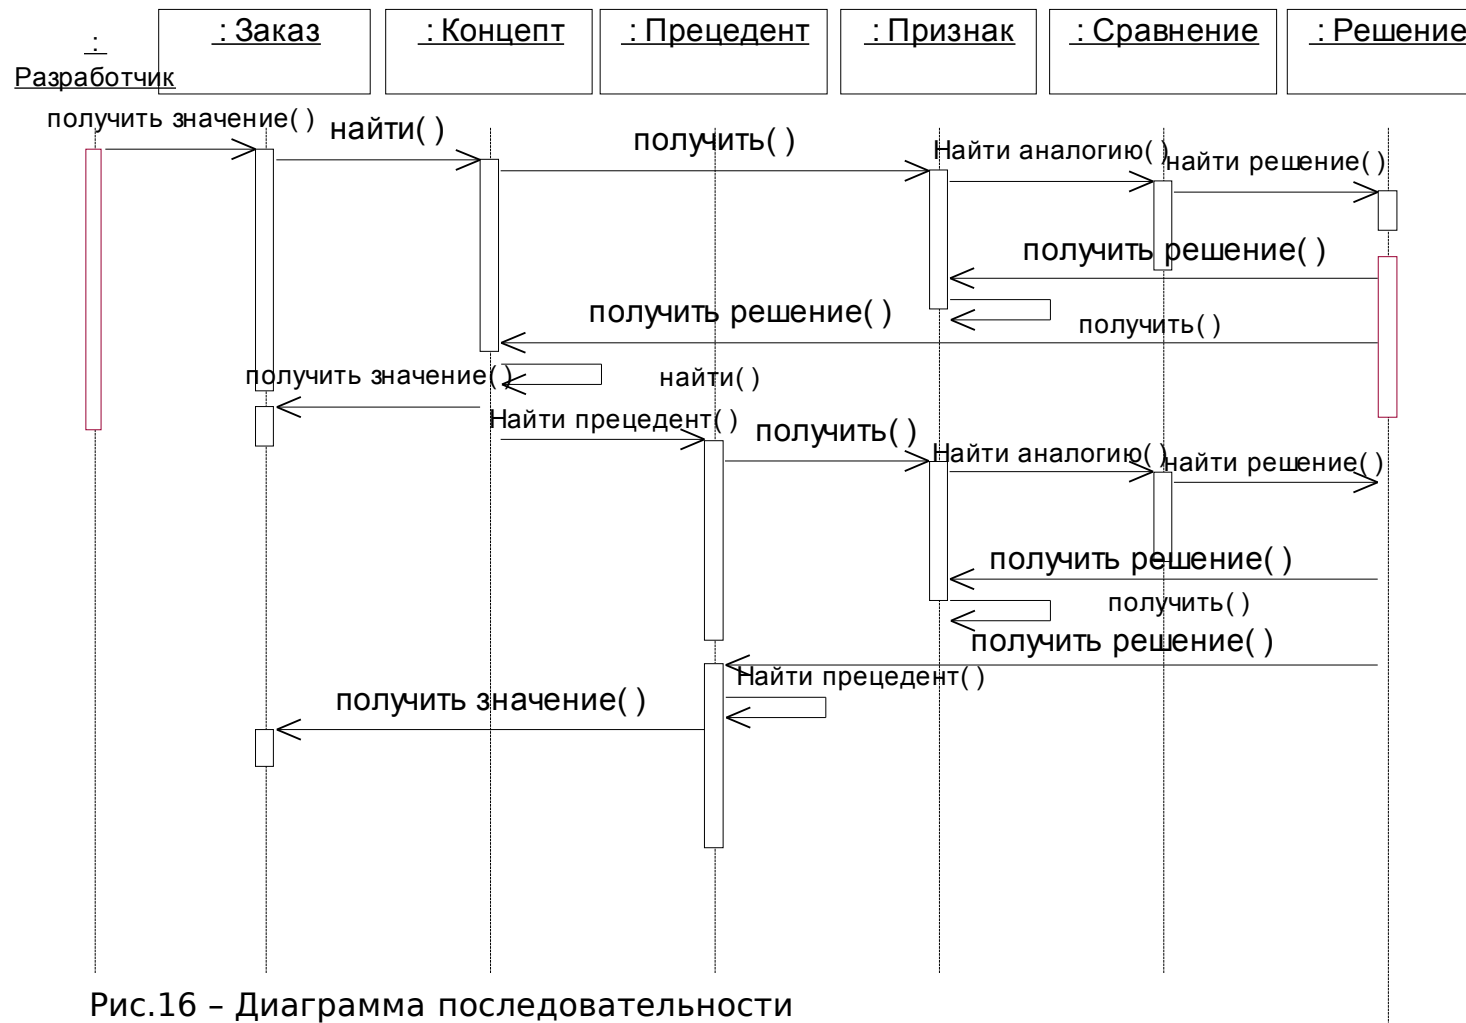 :
Разработчик
: Заказ
: Концепт
: Прецедент
: Признак
: Сравнение
: Решение
получить значение( )
найти( )
получить( )
Найти аналогию( )
найти решение( )
получить решение( )
получить решение( )
получить( )
получить значение( )
найти( )
Найти прецедент( )
получить( )
Найти аналогию( )
найти решение( )
получить решение( )
получить( )
получить решение( )
Найти прецедент( )
получить значение( )
Рис.16 – Диаграмма последовательности